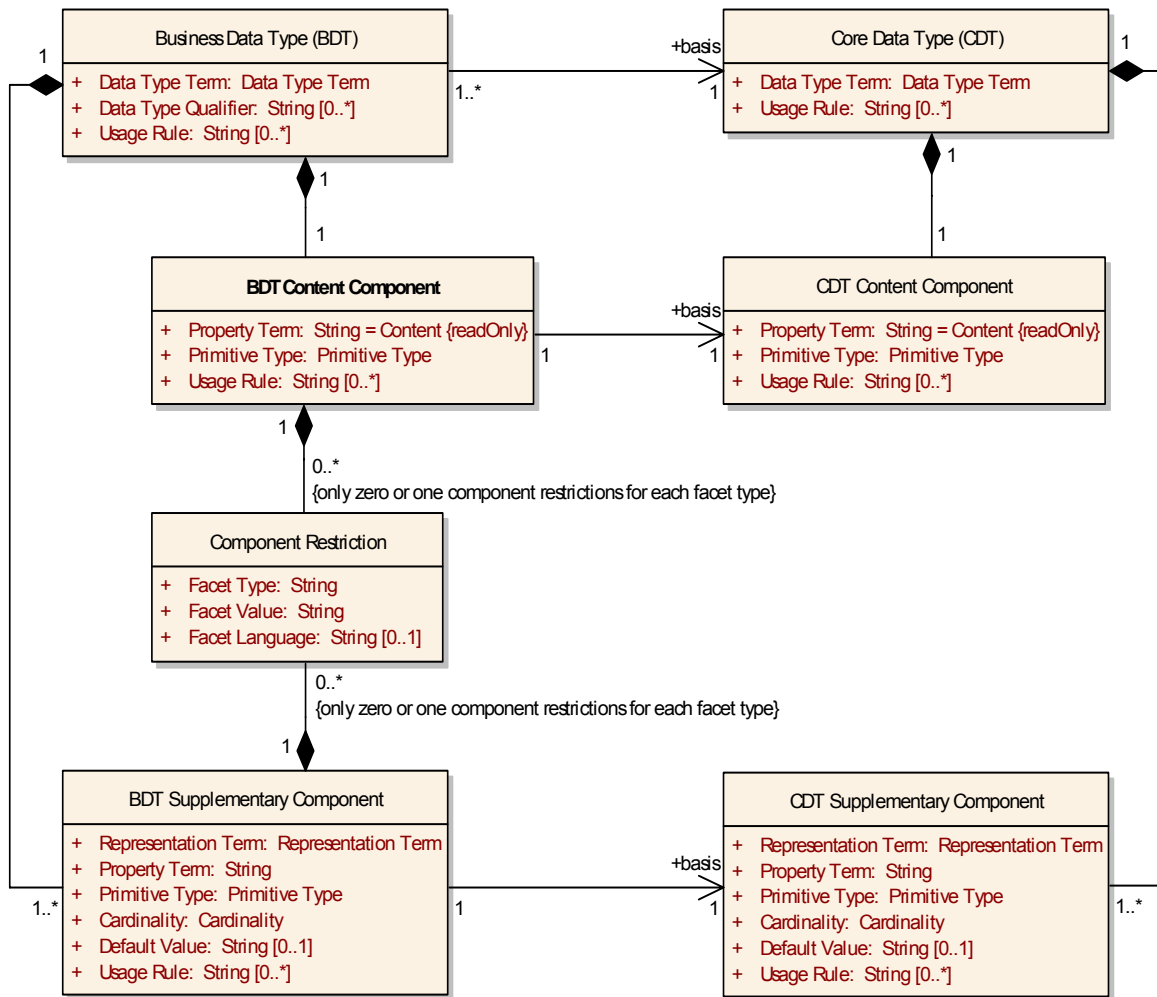 Business Data Type (BDT)
+ Data Type Term: Data Type Term
+ Data Type Qualifier: String [0..*]
+ Usage Rule: String [0..*]
1
1..*
+basis
1
Core Data Type (CDT)
+ Data Type Term: Data Type Term
+ Usage Rule: String [0..*]
1
1
1
1
1
BDT Content Component
+ Property Term: String = Content {readOnly}
+ Primitive Type: Primitive Type
+ Usage Rule: String [0..*]
1
+basis
1
CDT Content Component
+ Property Term: String = Content {readOnly}
+ Primitive Type: Primitive Type
+ Usage Rule: String [0..*]
1
0..*
{only zero or one component restrictions for each facet type}
Component Restriction
+ Facet Type: String
+ Facet Value: String
+ Facet Language: String [0..1]
0..*
{only zero or one component restrictions for each facet type}
1
BDT Supplementary Component
+ Representation Term: Representation Term
+ Property Term: String
+ Primitive Type: Primitive Type
+ Cardinality: Cardinality
+ Default Value: String [0..1]
+ Usage Rule: String [0..*]
1..*
1
+basis
1
CDT Supplementary Component
+ Representation Term: Representation Term
+ Property Term: String
+ Primitive Type: Primitive Type
+ Cardinality: Cardinality
+ Default Value: String [0..1]
+ Usage Rule: String [0..*]
1..*